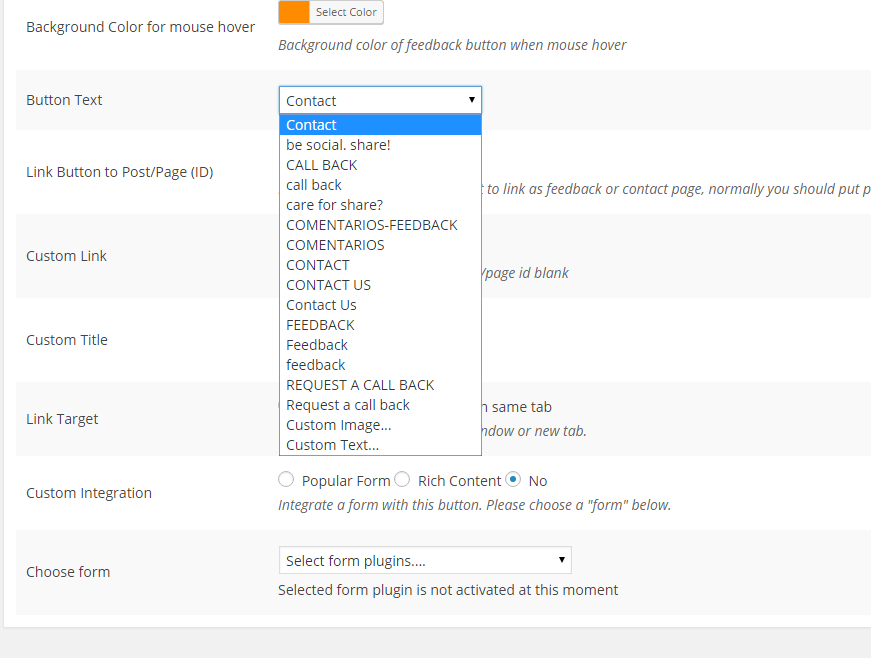 Background Color for mouse hover
Select Color
Background color of feedback button when mouse hover
Button Text
Contact
Contact
be social. share!
CALL BACK
call back
care for share?
COMENTARIOS-FEEDBACK
COMENTARIOS
CONTACT
CONTACT US
Contact Us
FEEDBACK
Feedback
feedback
REQUEST A CALL BACK
Request a call back
Custom Image...
Custom Text...
Link Button to Post/Page (ID)
to link as feedback or contact page, normally you should put p
Custom Link
/page id blank
Custom Title
Link Target
same tab
or new tab.
Custom Integration
Popular Form Rich Content No
Integrate a form with this button. Please choose a "form" below.
Choose form
Select form plugins....
Selected form plugin is not activated at this moment